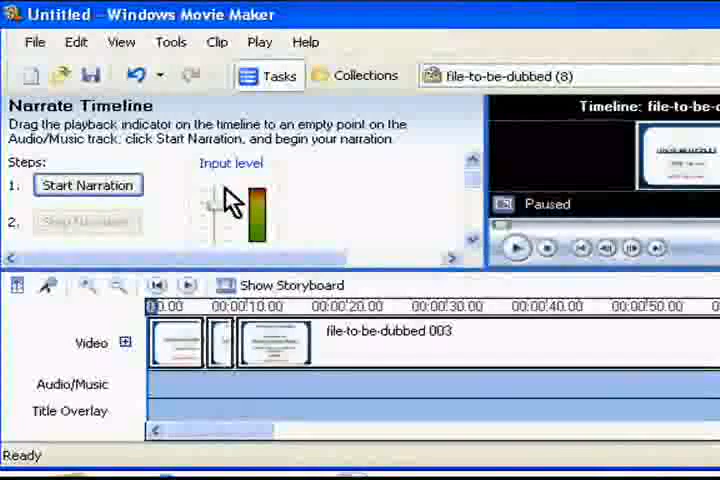 Untitled - Windows Movie Maker
File Edit View Tools Clip Play Help
Tasks Collections file-to-be-dubbed (8)
Narrate Timeline
Drag the playback indicator on the timeline to an empty point on the
Audio/Music track, click Start Narration, and begin your narration.
Timeline: file-to-be-d
Steps:
Input level
1. Start Narration
2. Stop Narration
Paused
Show Storyboard
0.00 00:00:10.00 00:00:20.00 00:00:30.00 00:00:40.00 00:00:50.00
Video
file-to-be-dubbed 003
Audio/Music
Title Overlay
Ready